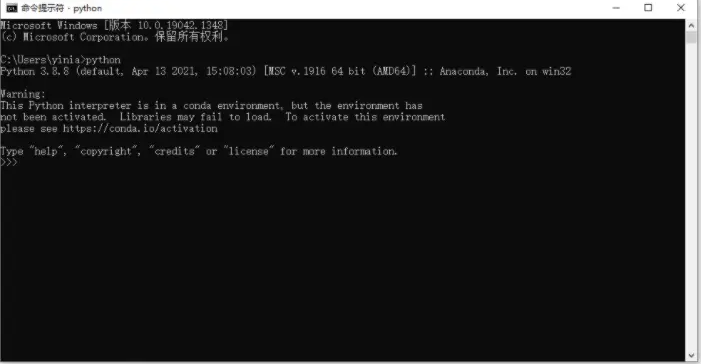 命令提示符 - python
Microsoft Windows [版本 10.0.19042.1348]
(c) Microsoft Corporation。保留所有权利。
C:\Users\yinia>python
Python 3.8.8 (default, Apr 13 2021, 15:08:03) [MSC v.1916 64 bit (AMD64)] :: Anaconda, Inc. on win32
Warning:
This Python interpreter is in a conda environment, but the environment has
not been activated.  Libraries may fail to load.  To activate this environment
please see https://conda.io/activation
Type "help", "copyright", "credits" or "license" for more information.
>>>